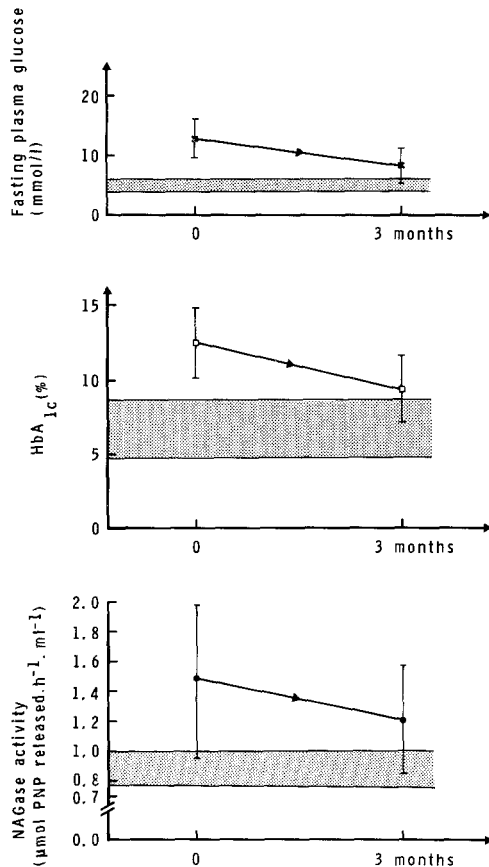 Fasting plasma glucose
(mmol/l)
20
10
0
0
3 months
HbA1c (%)
15
10
5
0
0
3 months
NAGase activity
(μmol PNP released.h⁻¹.ml⁻¹)
2.0
1.8
1.6
1.4
1.2
1.0
0.8
0.7
0.0
0
3 months